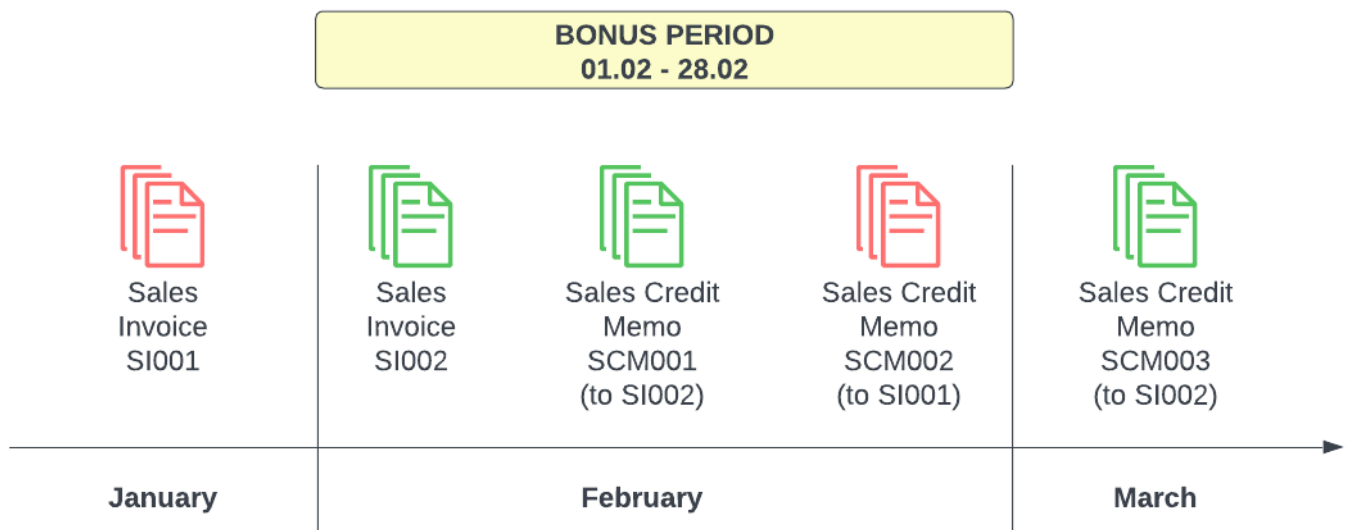 BONUS PERIOD
01.02 - 28.02
Sales
Invoice
SI001
Sales
Invoice
SI002
Sales Credit
Memo
SCM001
(to SI002)
Sales Credit
Memo
SCM002
(to SI001)
Sales Credit
Memo
SCM003
(to SI002)
January
February
March